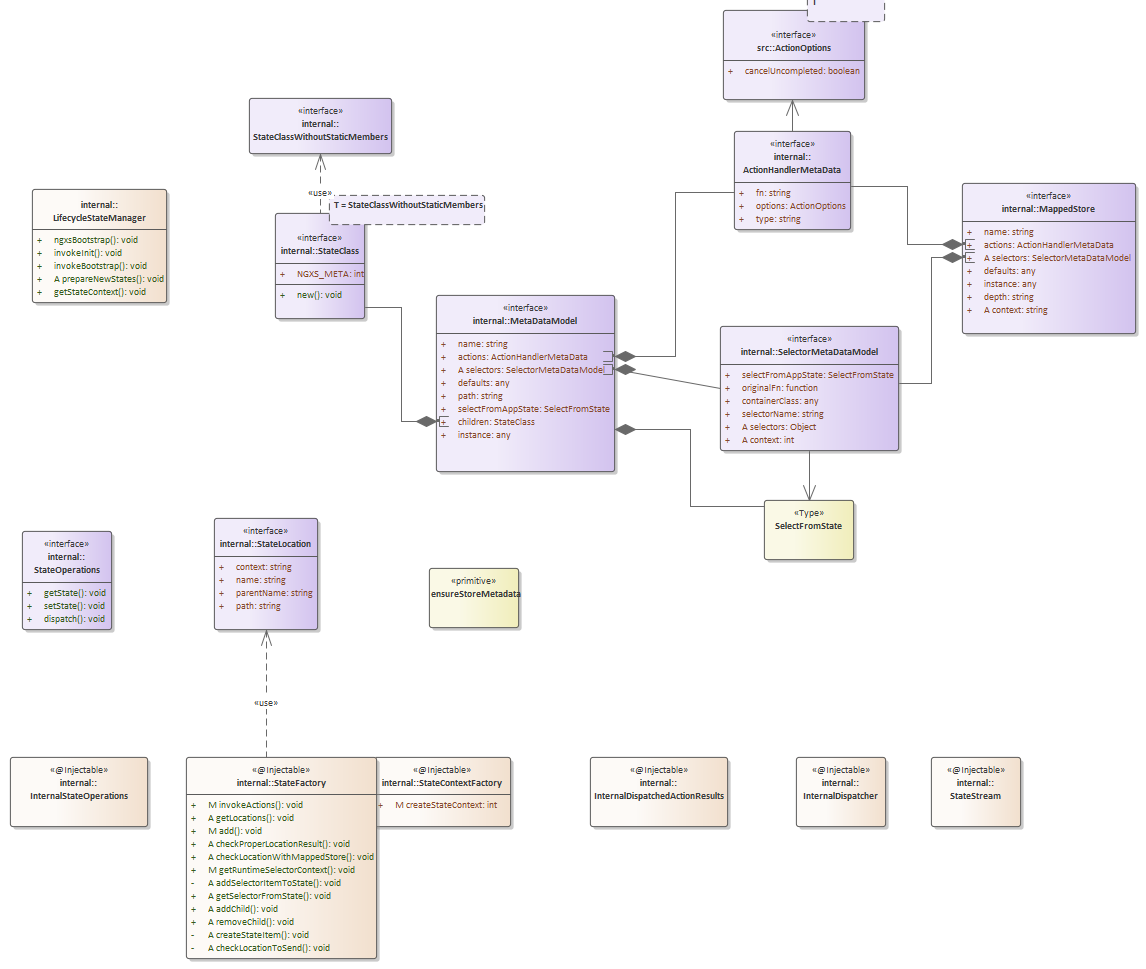 «interface»
src::ActionOptions
+ cancelUncompleted: boolean
«interface»
internal::
StateClassWithoutStaticMembers
«interface»
internal::
ActionHandlerMetaData
+ fn: string
+ options: ActionOptions
+ type: string
«use»
T = StateClassWithoutStaticMembers
internal::
LifecycleStateManager
+ ngxsBootstrap(): void
+ invokeInit(): void
+ invokeBootstrap(): void
+ A prepareNewStates(): void
+ getStateContext(): void
«interface»
internal::StateClass
+ NGXS_META: int
+ new(): void
«interface»
internal::MappedStore
+ name: string
+ actions: ActionHandlerMetaData
+ A selectors: SelectorMetaDataModel
+ defaults: any
+ instance: any
+ depth: string
+ A context: string
«interface»
internal::MetaDataModel
+ name: string
+ actions: ActionHandlerMetaData
+ A selectors: SelectorMetaDataModel
+ defaults: any
+ path: string
+ selectFromAppState: SelectFromState
+ children: StateClass
+ instance: any
«interface»
internal::SelectorMetaDataModel
+ selectFromAppState: SelectFromState
+ originalFn: function
+ containerClass: any
+ selectorName: string
+ A selectors: Object
+ A context: int
«Type»
SelectFromState
«interface»
internal::
StateOperations
+ getState(): void
+ setState(): void
+ dispatch(): void
«interface»
internal::StateLocation
+ context: string
+ name: string
+ parentName: string
+ path: string
«primitive»
ensureStoreMetadata
«use»
«@Injectable»
internal::
InternalStateOperations
«@Injectable»
internal::StateFactory
+ M invokeActions(): void
+ A getLocations(): void
+ M add(): void
+ A checkProperLocationResult(): void
+ A checkLocationWithMappedStore(): void
+ M getRuntimeSelectorContext(): void
- A addSelectorItemToState(): void
+ A getSelectorFromState(): void
+ A addChild(): void
+ A removeChild(): void
- A createStateItem(): void
- A checkLocationToSend(): void
«@Injectable»
internal::StateContextFactory
+ M createStateContext: int
«@Injectable»
internal::
InternalDispatchedActionResults
«@Injectable»
internal::
InternalDispatcher
«@Injectable»
internal::
StateStream